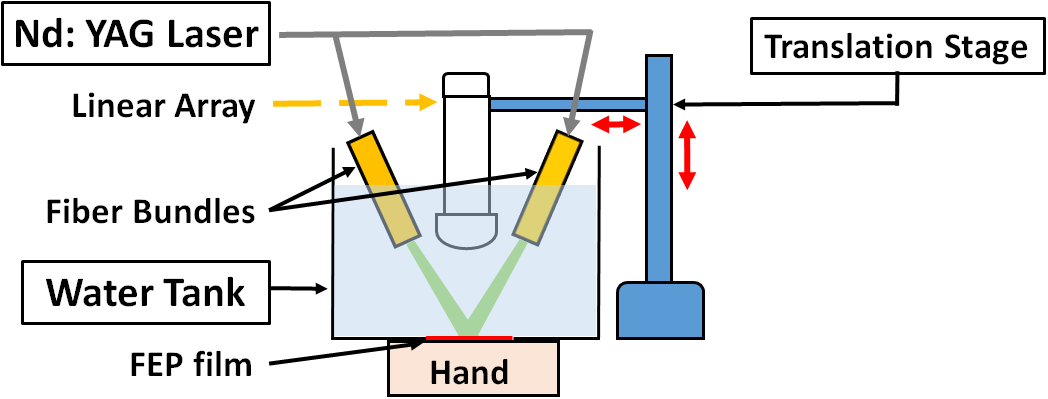 Nd: YAG Laser
Translation Stage
Linear Array
Fiber Bundles
Water Tank
FEP film
Hand